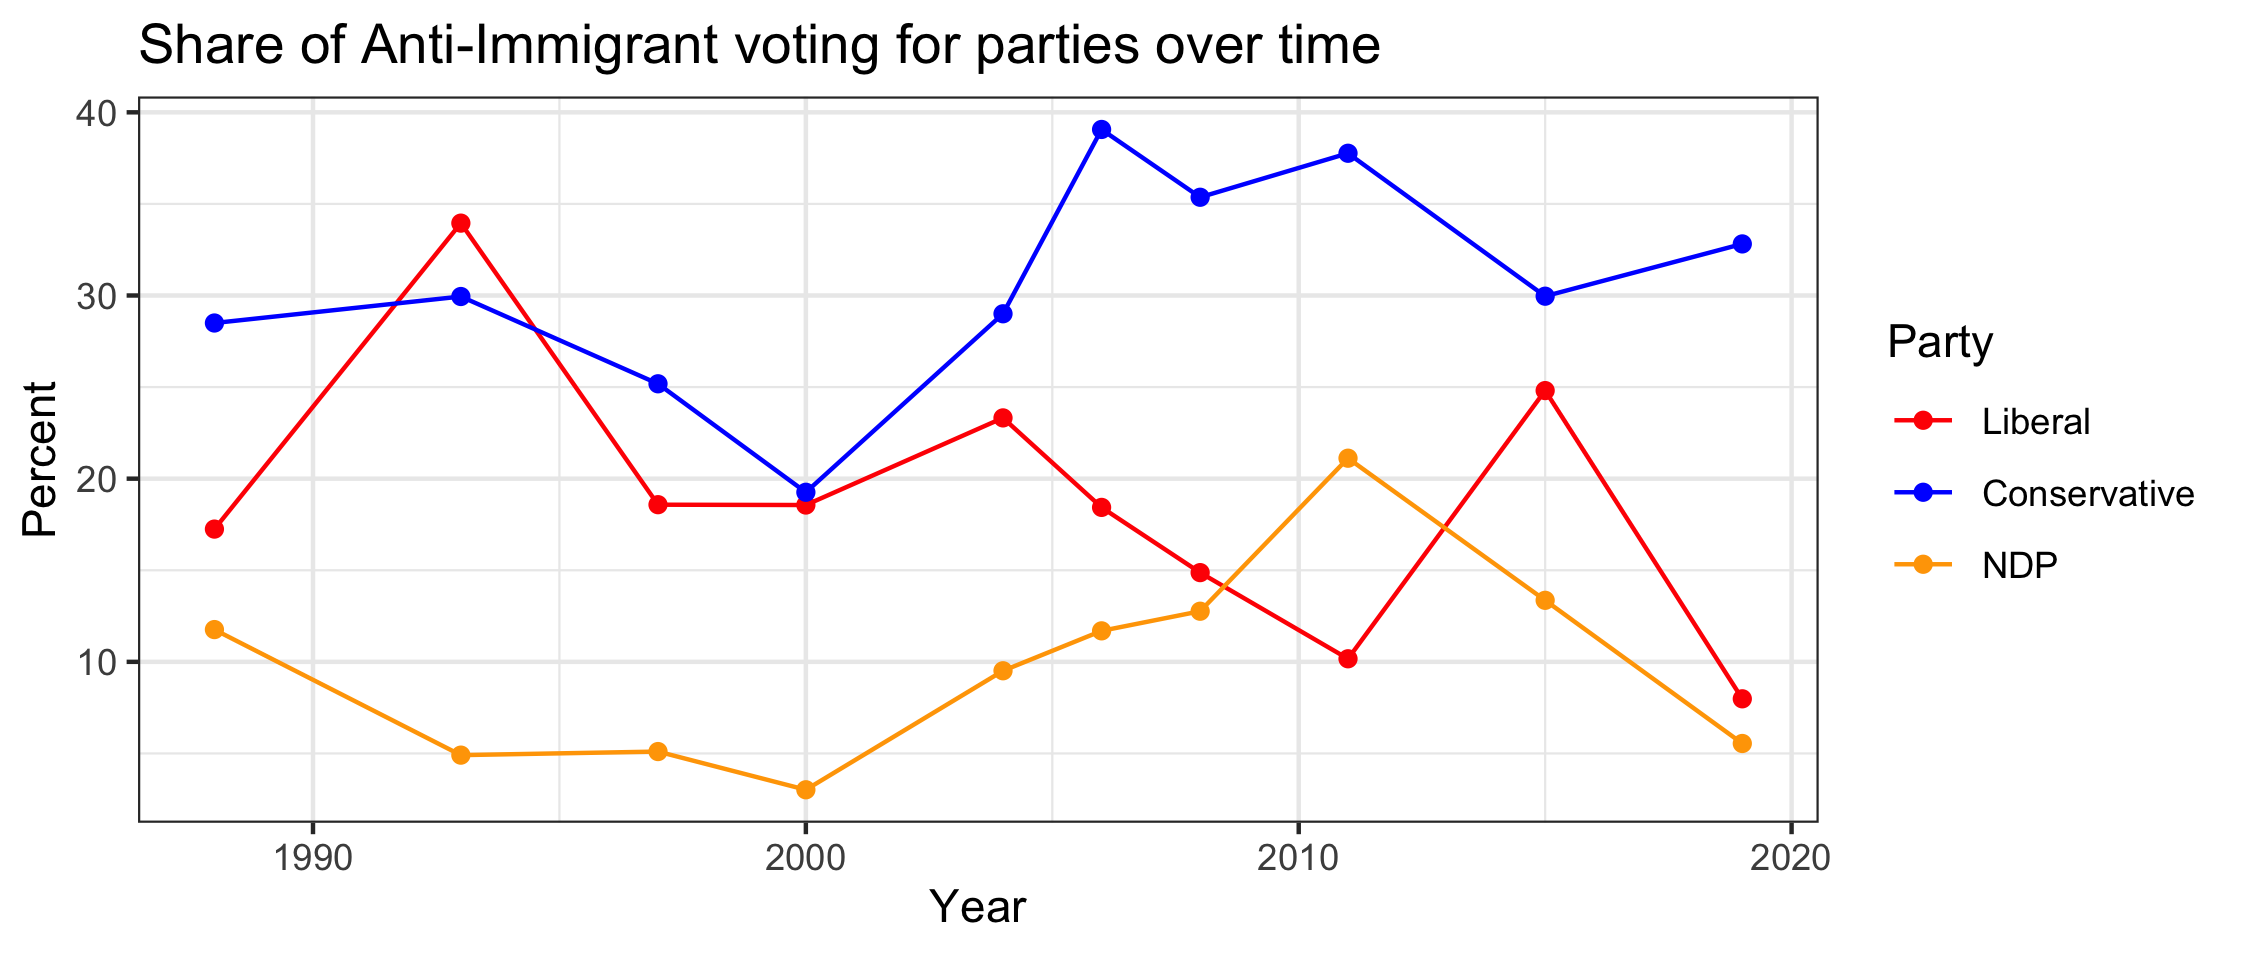 Share of Anti-Immigrant voting for parties over time
40
30
20
10
Percent
1990 2000 2010 2020
Year
Party
Liberal
Conservative
NDP